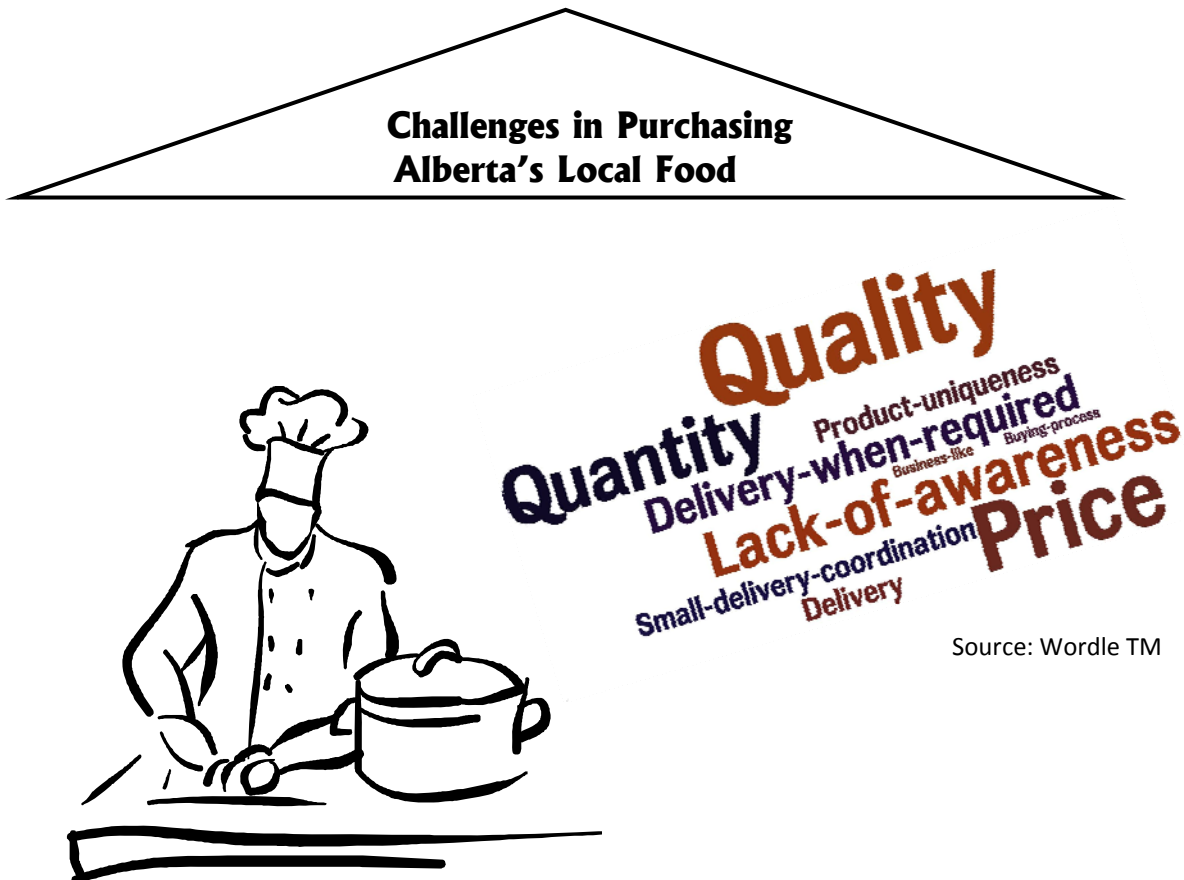 Challenges in Purchasing
Alberta's Local Food
Quality
Product-uniqueness
Quantity
Delivery-when-required
Buying-process
Business-like
Lack-of-awareness
Price
Small-delivery-coordination
Delivery
Source: Wordle TM